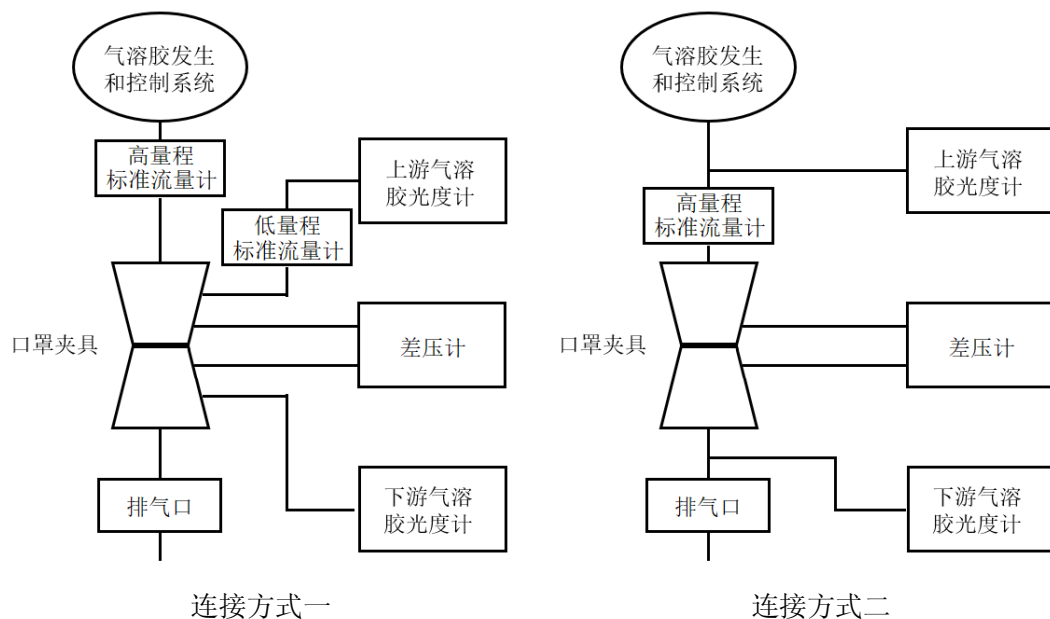 气溶胶发生
和控制系统
高量程
标准流量计
上游气溶
胶光度计
低量程
标准流量计
口罩夹具
差压计
下游气溶
胶光度计
排气口
连接方式一
气溶胶发生
和控制系统
上游气溶
胶光度计
高量程
标准流量计
口罩夹具
差压计
下游气溶
胶光度计
排气口
连接方式二